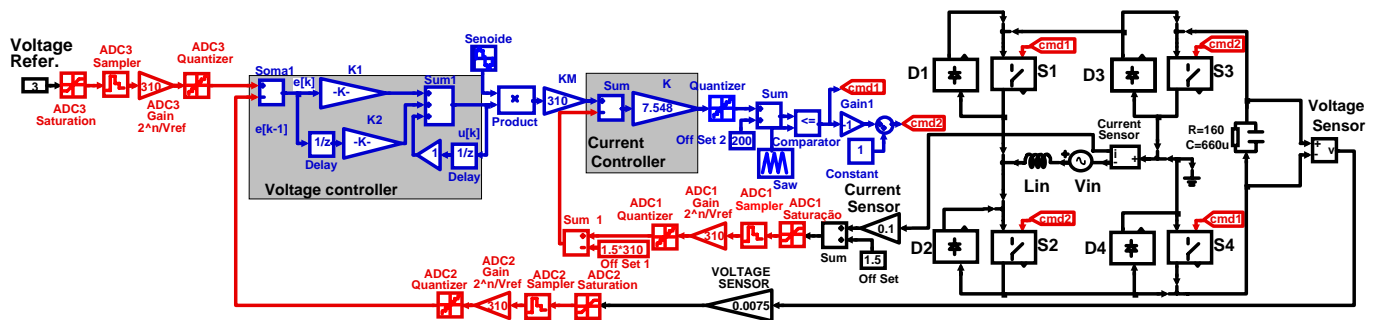 Voltage
Refer.
3
ADC3
Saturation
ADC3
Sampler
310
ADC3
Gain
2^n/Vref
ADC3
Quantizer
Soma1
e[k]
e[k-1]
K1
-K-
1/z
Delay
K2
-K-
Sum1
1
u[k]
1/z
Delay
Voltage controller
Senoide
×
Product
KM
310
Sum
K
7.548
Current
Controller
Quantizer
Off Set 2
200
Sum
Saw
<=
Comparator
cmd1
Gain1
-1
1
Constant
cmd2
Sum 1
1.5*310
Off Set 1
ADC1
Quantizer
ADC1
Gain
2^n/Vref
310
ADC1
Sampler
ADC1
Saturação
Sum
Current
Sensor
0.1
1.5
Off Set
ADC2
Quantizer
ADC2
Gain
2^n/Vref
310
ADC2
Sampler
ADC2
Saturation
VOLTAGE
SENSOR
0.0075
D1
cmd1
S1
D3
cmd2
S3
Current
Sensor
i
+
-
Lin
Vin
D2
cmd2
S2
D4
cmd1
S4
R=160
C=660u
Voltage
Sensor
+
-
v